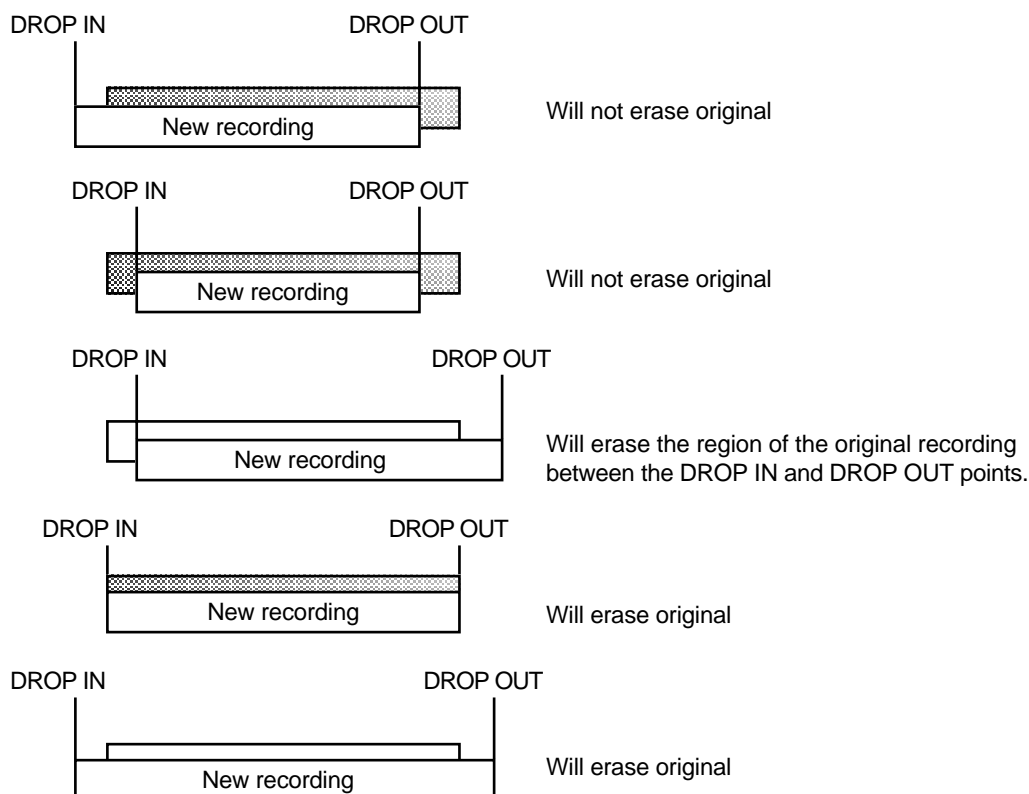 DROP IN DROP OUT
New recording
Will not erase original
DROP IN DROP OUT
New recording
Will not erase original
DROP IN DROP OUT
New recording
Will erase the region of the original recording
between the DROP IN and DROP OUT points.
DROP IN DROP OUT
New recording
Will erase original
DROP IN DROP OUT
New recording
Will erase original